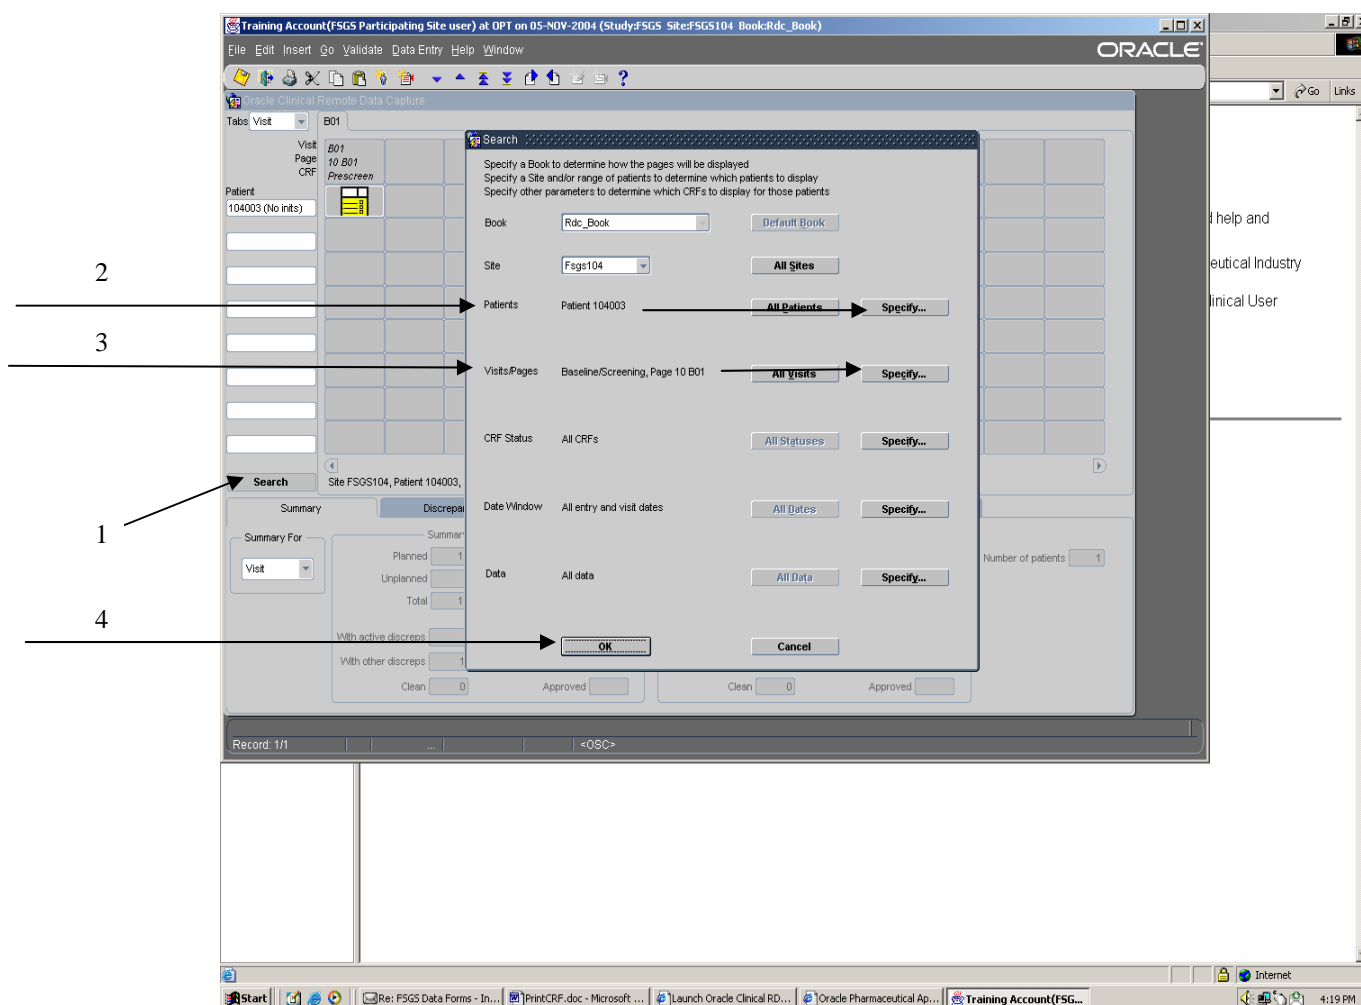 Training Account(FSGS Participating Site user) at OPT on 05-NOV-2004 (Study:FSGS Site:FSGS104 Book:Rdc_Book)
File Edit Insert Go Validate Data Entry Help Window
ORACLE
Go Links
Oracle Clinical Remote Data Capture
Tabs Visit
B01
Visit
Page
CRF
B01
10 B01
Prescreen
Patient
104003 (No inits)
Search
Specify a Book to determine how the pages will be displayed
Specify a Site and/or range of patients to determine which patients to display
Specify other parameters to determine which CRFs to display for those patients
Book Rdc_Book Default Book
Site Fsgs104 All Sites
Patients Patient 104003 All Patients Specify...
Visits/Pages Baseline/Screening, Page 10 B01 All Visits Specify...
CRF Status All CRFs All Statuses Specify...
Date Window All entry and visit dates All Dates Specify...
Data All data All Data Specify...
OK Cancel
help and
eutical Industry
linical User
2
3
1
4
Search
Site FSGS104, Patient 104003,
Summary
Discrepa
Summary For
Visit
Summar
Planned 1
Unplanned
Total 1
With active discreps
With other discreps 1
Clean 0 Approved
Clean 0 Approved
Number of patients 1
Record: 1/1 ... <OSC>
Internet
Start
Re: FSGS Data Forms - In...
PrintCRF.doc - Microsoft ...
Launch Oracle Clinical RD...
Oracle Pharmaceutical Ap...
Training Account(FSG...
4:19 PM